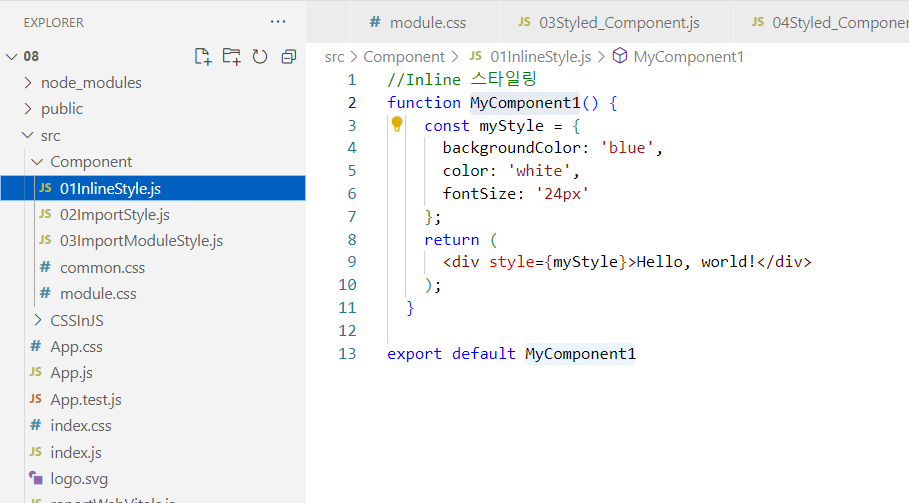 EXPLORER
08
node_modules
public
src
Component
JS 01InlineStyle.js
JS 02ImportStyle.js
JS 03ImportModuleStyle.js
# common.css
# module.css
CSSInJS
# App.css
JS App.js
JS App.test.js
# index.css
JS index.js
logo.svg
# module.css
JS 03Styled_Component.js
JS 04Styled_Componen
src > Component > JS 01InlineStyle.js > MyComponent1
1 //Inline 스타일링
2 function MyComponent1() {
3 const myStyle = {
4 backgroundColor: 'blue',
5 color: 'white',
6 fontSize: '24px'
7 };
8 return (
9 <div style={myStyle}>Hello, world!</div>
10 );
11 }
12
13 export default MyComponent1